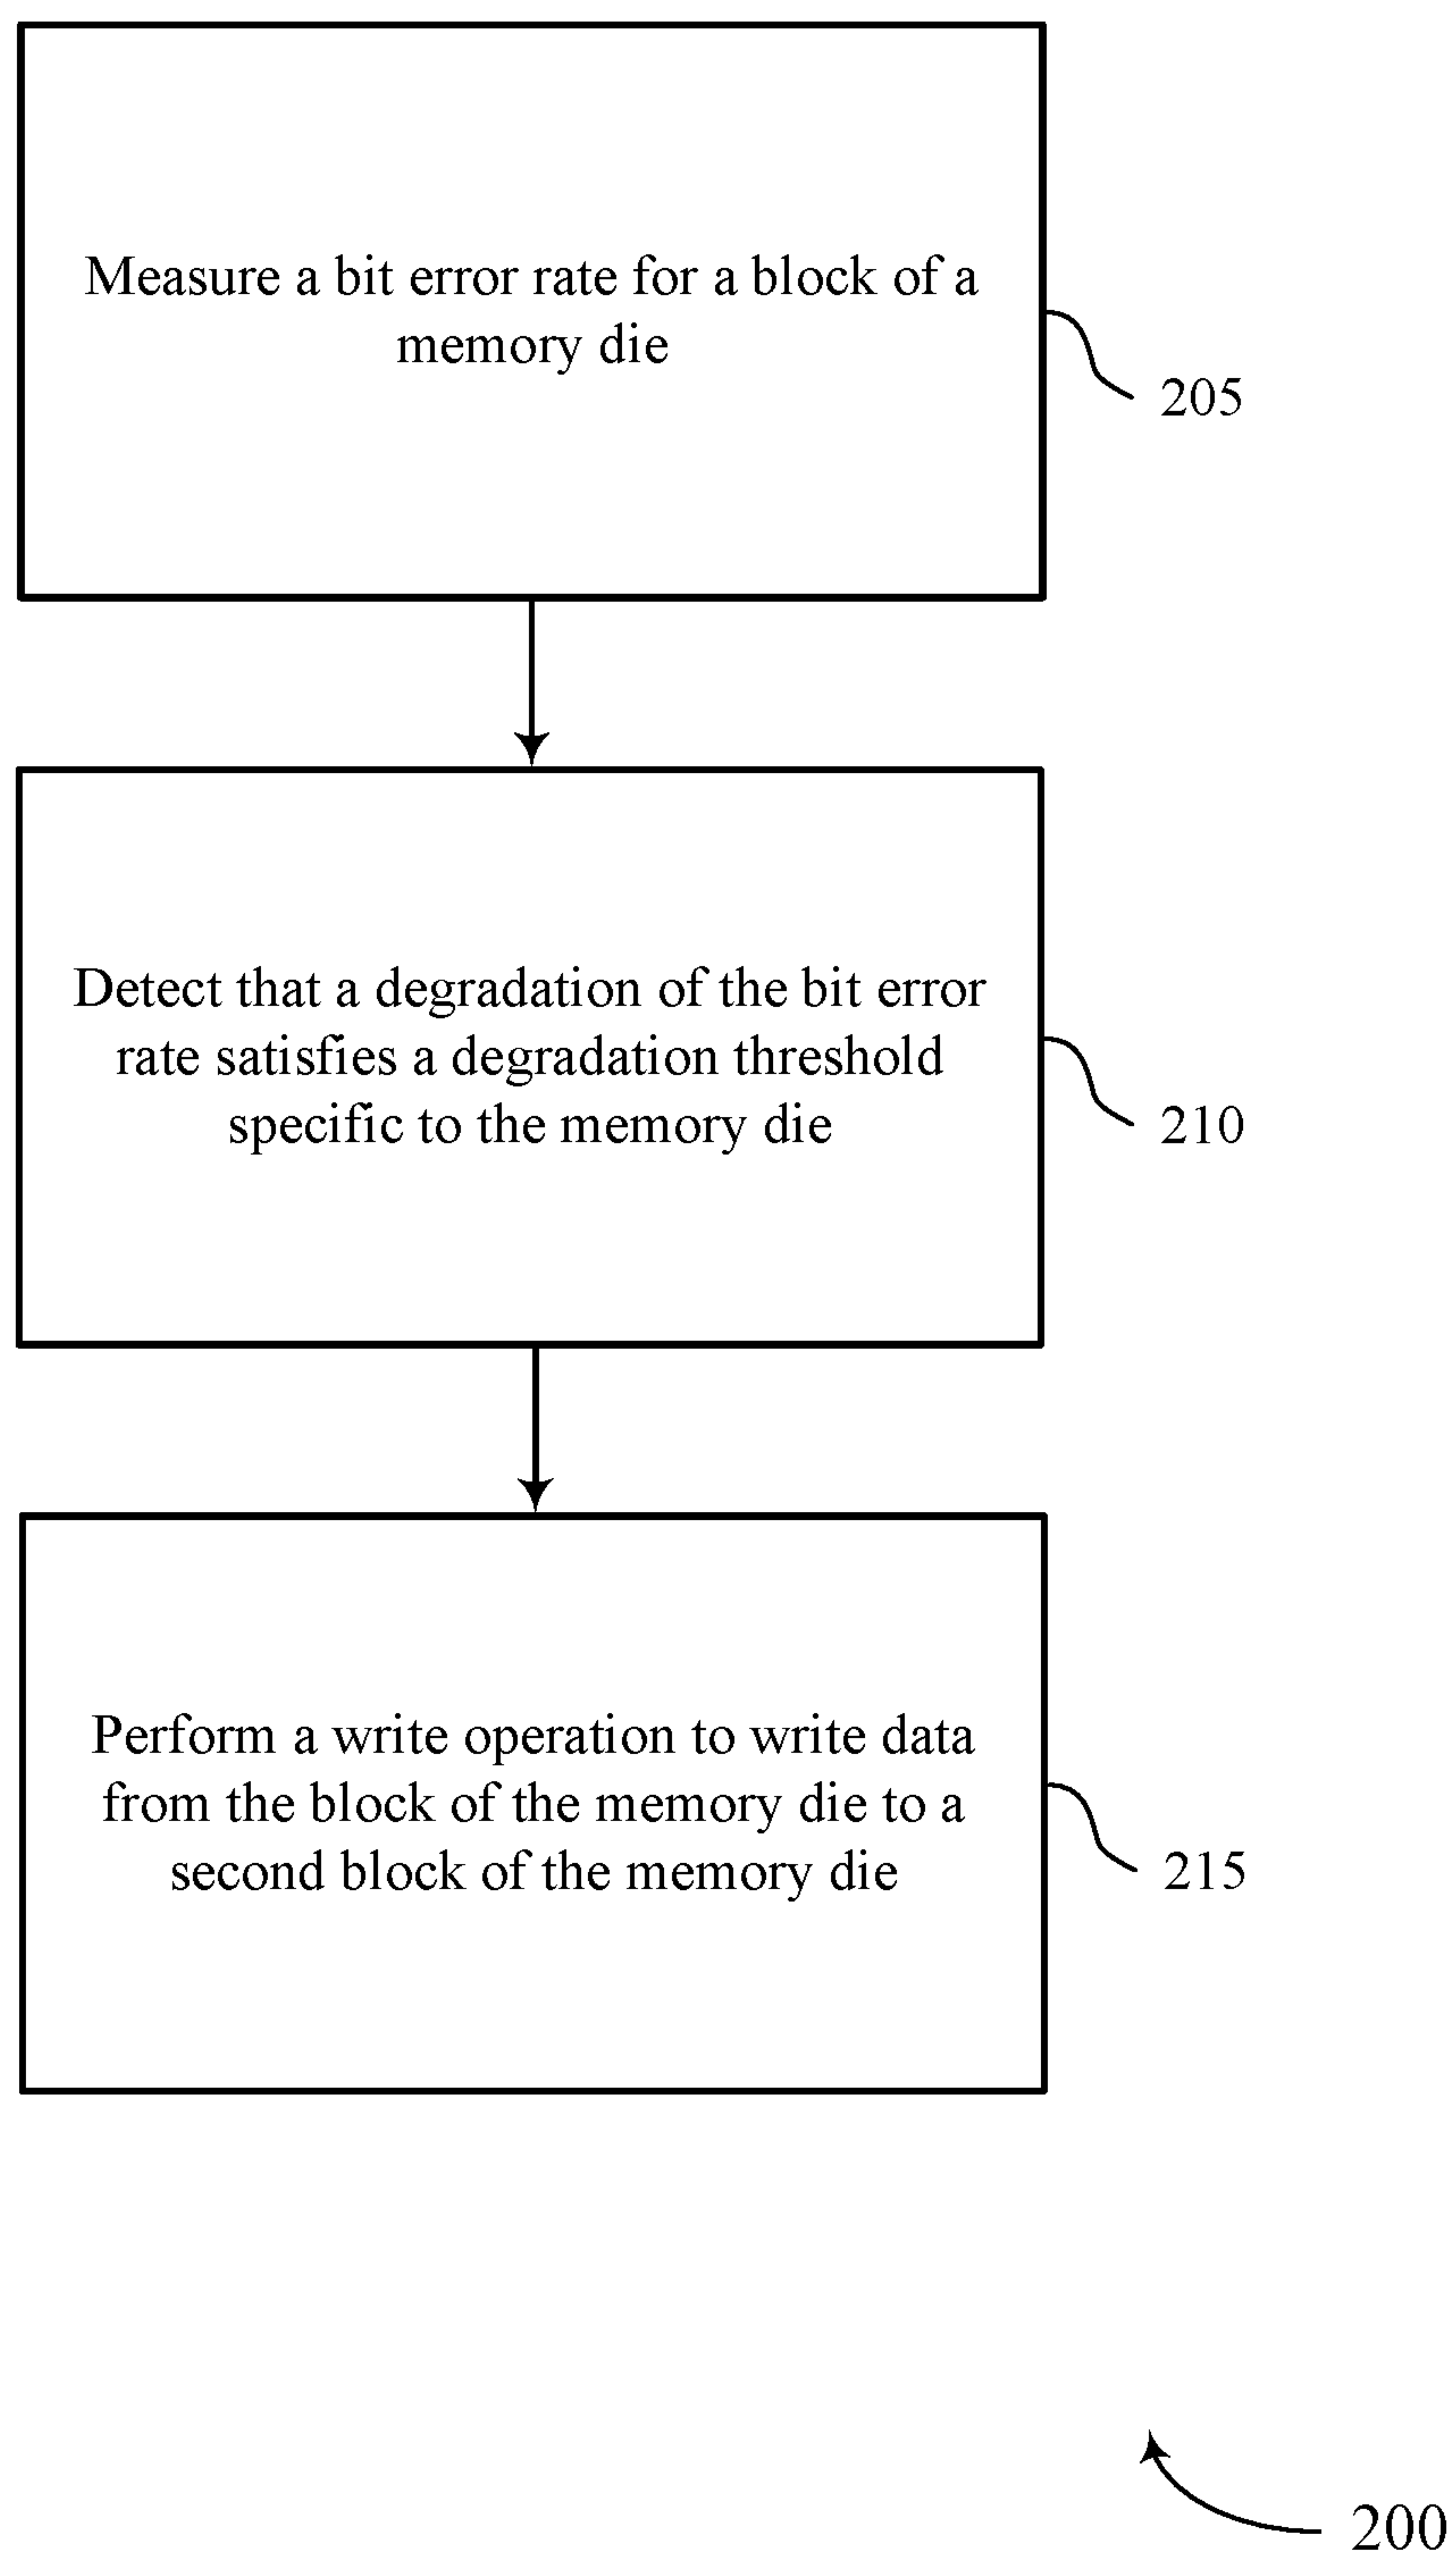 Measure a bit error rate for a block of a
memory die
205
Detect that a degradation of the bit error
rate satisfies a degradation threshold
specific to the memory die
210
Perform a write operation to write data
from the block of the memory die to a
second block of the memory die
215
200